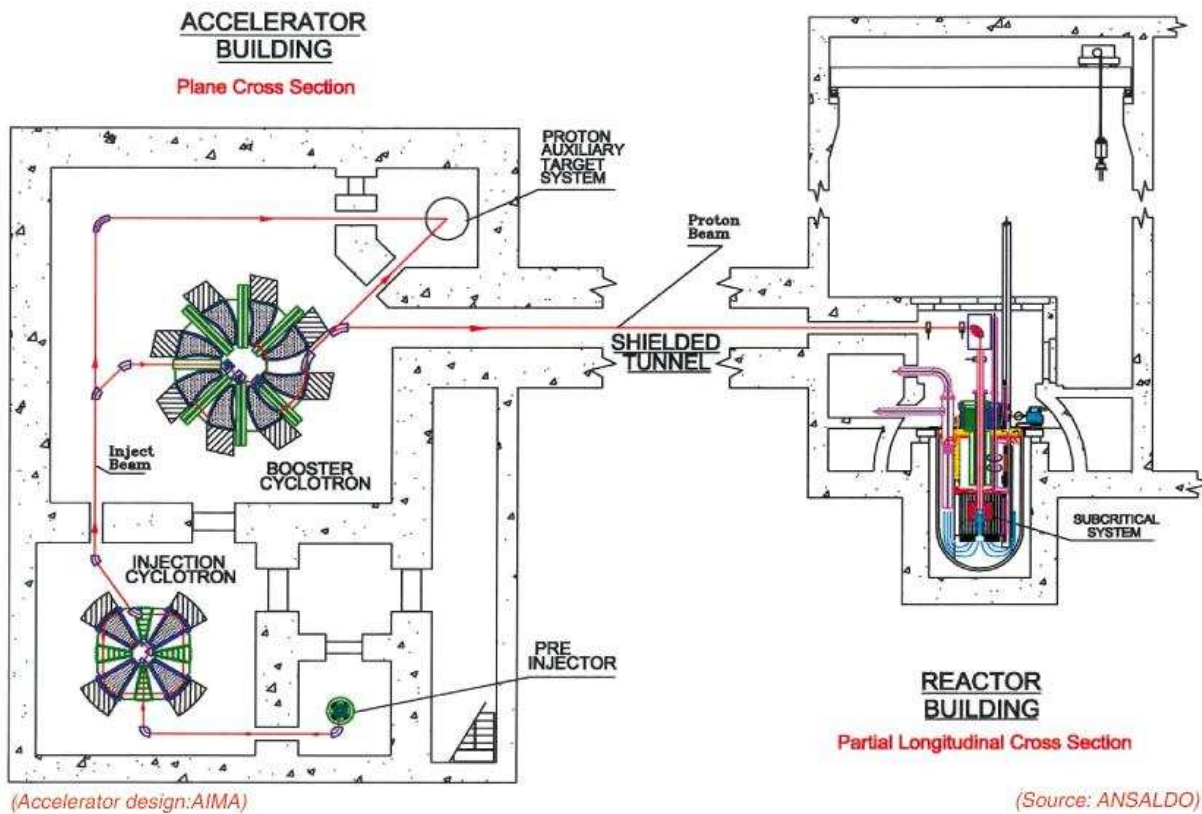 ACCELERATOR
BUILDING
Plane Cross Section
PROTON
AUXILIARY
TARGET
SYSTEM
Proton
Beam
SHIELDED
TUNNEL
Inject
Beam
BOOSTER
CYCLOTRON
INJECTION
CYCLOTRON
PRE
INJECTOR
SUBCRITICAL
SYSTEM
REACTOR
BUILDING
Partial Longitudinal Cross Section
(Accelerator design:AIMA)
(Source: ANSALDO)